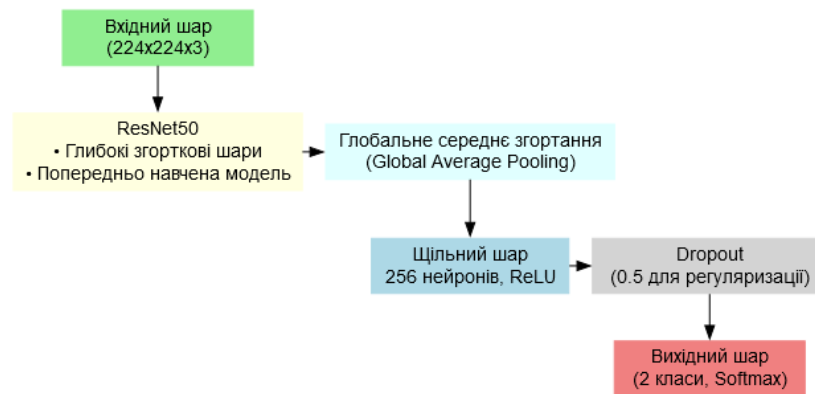 Вхідний шар
(224x224x3)
ResNet50
• Глибокі згорткові шари
• Попередньо навчена модель
Глобальне середнє згортання
(Global Average Pooling)
Щільний шар
256 нейронів, ReLU
Dropout
(0.5 для регуляризації)
Вихідний шар
(2 класи, Softmax)